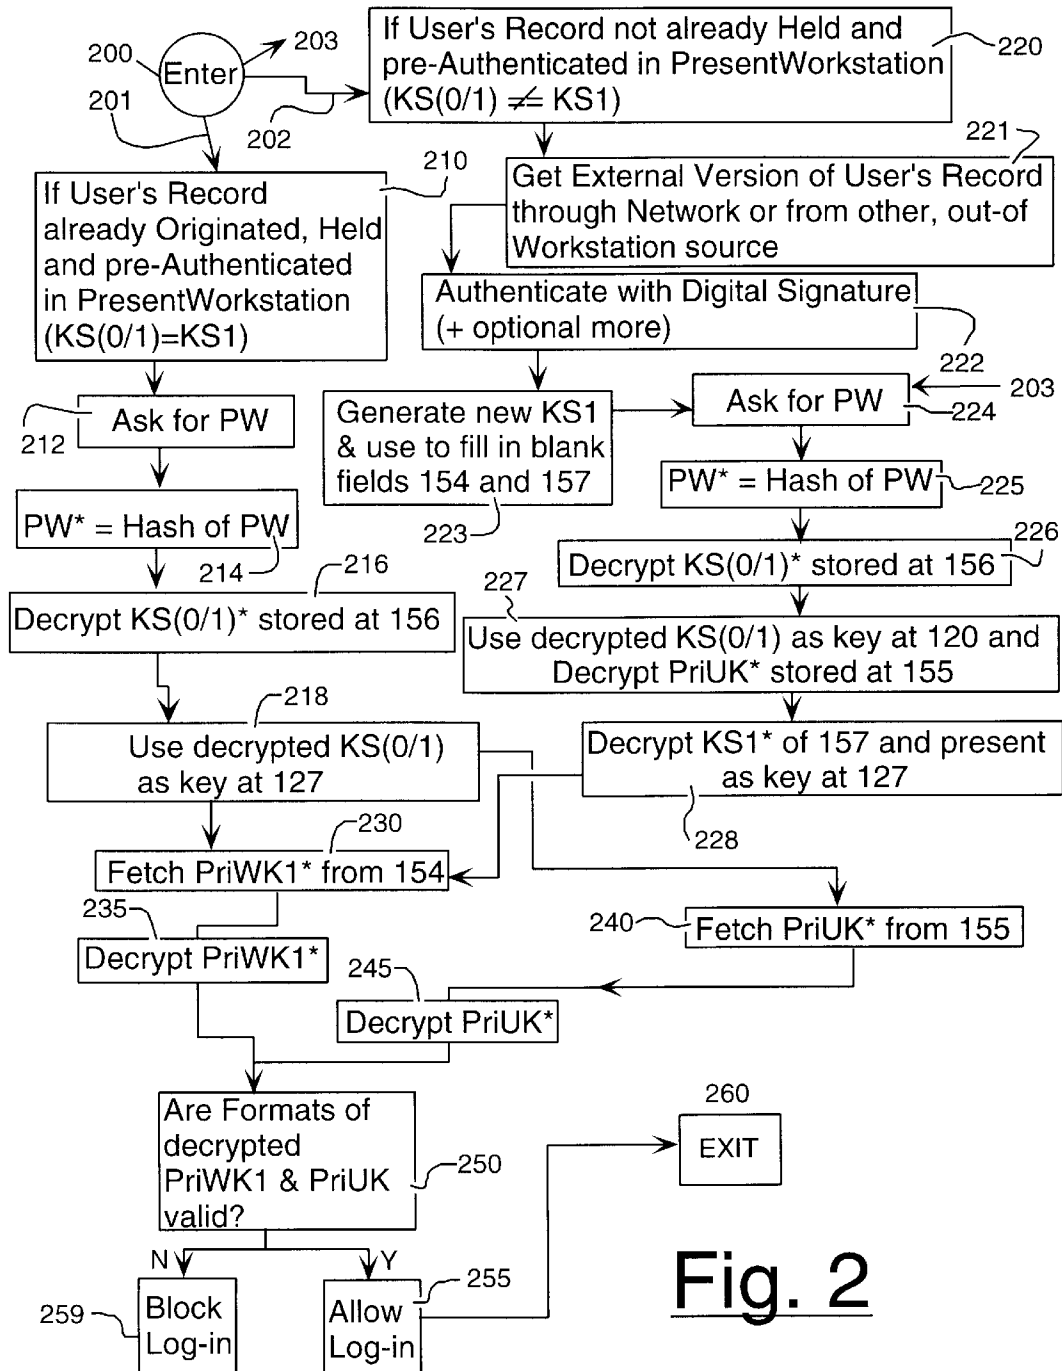 200
Enter
203
201
202
If User's Record not already Held and
pre-Authenticated in PresentWorkstation
(KS(0/1) ≠ KS1)
220
221
Get External Version of User's Record
through Network or from other, out-of
Workstation source
210
If User's Record
already Originated, Held
and pre-Authenticated
in PresentWorkstation
(KS(0/1)=KS1)
Authenticate with Digital Signature
(+ optional more)
222
212
Ask for PW
Generate new KS1
& use to fill in blank
fields 154 and 157
223
Ask for PW
224
203
PW* = Hash of PW
214
PW* = Hash of PW
225
216
Decrypt KS(0/1)* stored at 156
Decrypt KS(0/1)* stored at 156
226
227
Use decrypted KS(0/1) as key at 120 and
Decrypt PriUK* stored at 155
218
Use decrypted KS(0/1)
as key at 127
Decrypt KS1* of 157 and present
as key at 127
228
230
Fetch PriWK1* from 154
235
Decrypt PriWK1*
240
Fetch PriUK* from 155
245
Decrypt PriUK*
Are Formats of
decrypted
PriWK1 & PriUK
valid?
250
260
EXIT
N
Y
259
Block
Log-in
255
Allow
Log-in
Fig. 2